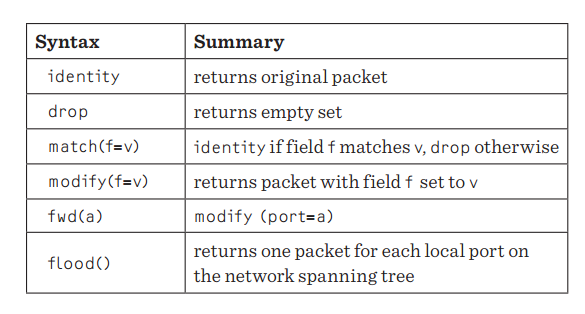 Syntax Summary
identity returns original packet
drop returns empty set
match(f=v) identity if field f matches v, drop otherwise
modify(f=v) returns packet with field f set to v
fwd(a) modify (port=a)
flood() returns one packet for each local port on
the network spanning tree